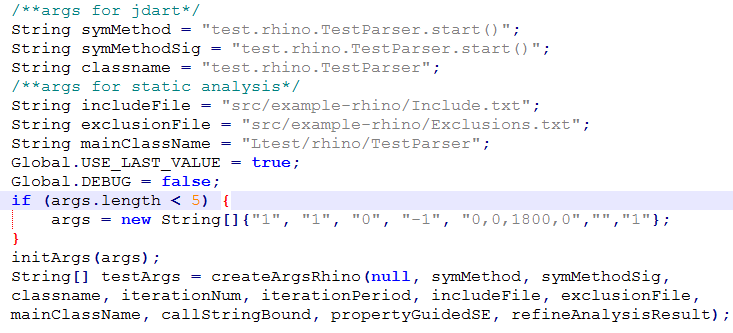 /**args for jdart*/
String symMethod = "test.rhino.TestParser.start()";
String symMethodSig = "test.rhino.TestParser.start()";
String classname = "test.rhino.TestParser";
/**args for static analysis*/
String includeFile = "src/example-rhino/Include.txt";
String exclusionFile = "src/example-rhino/Exclusions.txt";
String mainClassName = "Ltest/rhino/TestParser";
Global.USE_LAST_VALUE = true;
Global.DEBUG = false;
if (args.length < 5) {
    args = new String[]{"1", "1", "0", "-1", "0,0,1800,0","","1"};
}
initArgs(args);
String[] testArgs = createArgsRhino(null, symMethod, symMethodSig,
classname, iterationNum, iterationPeriod, includeFile, exclusionFile,
mainClassName, callStringBound, propertyGuidedSE, refineAnalysisResult);